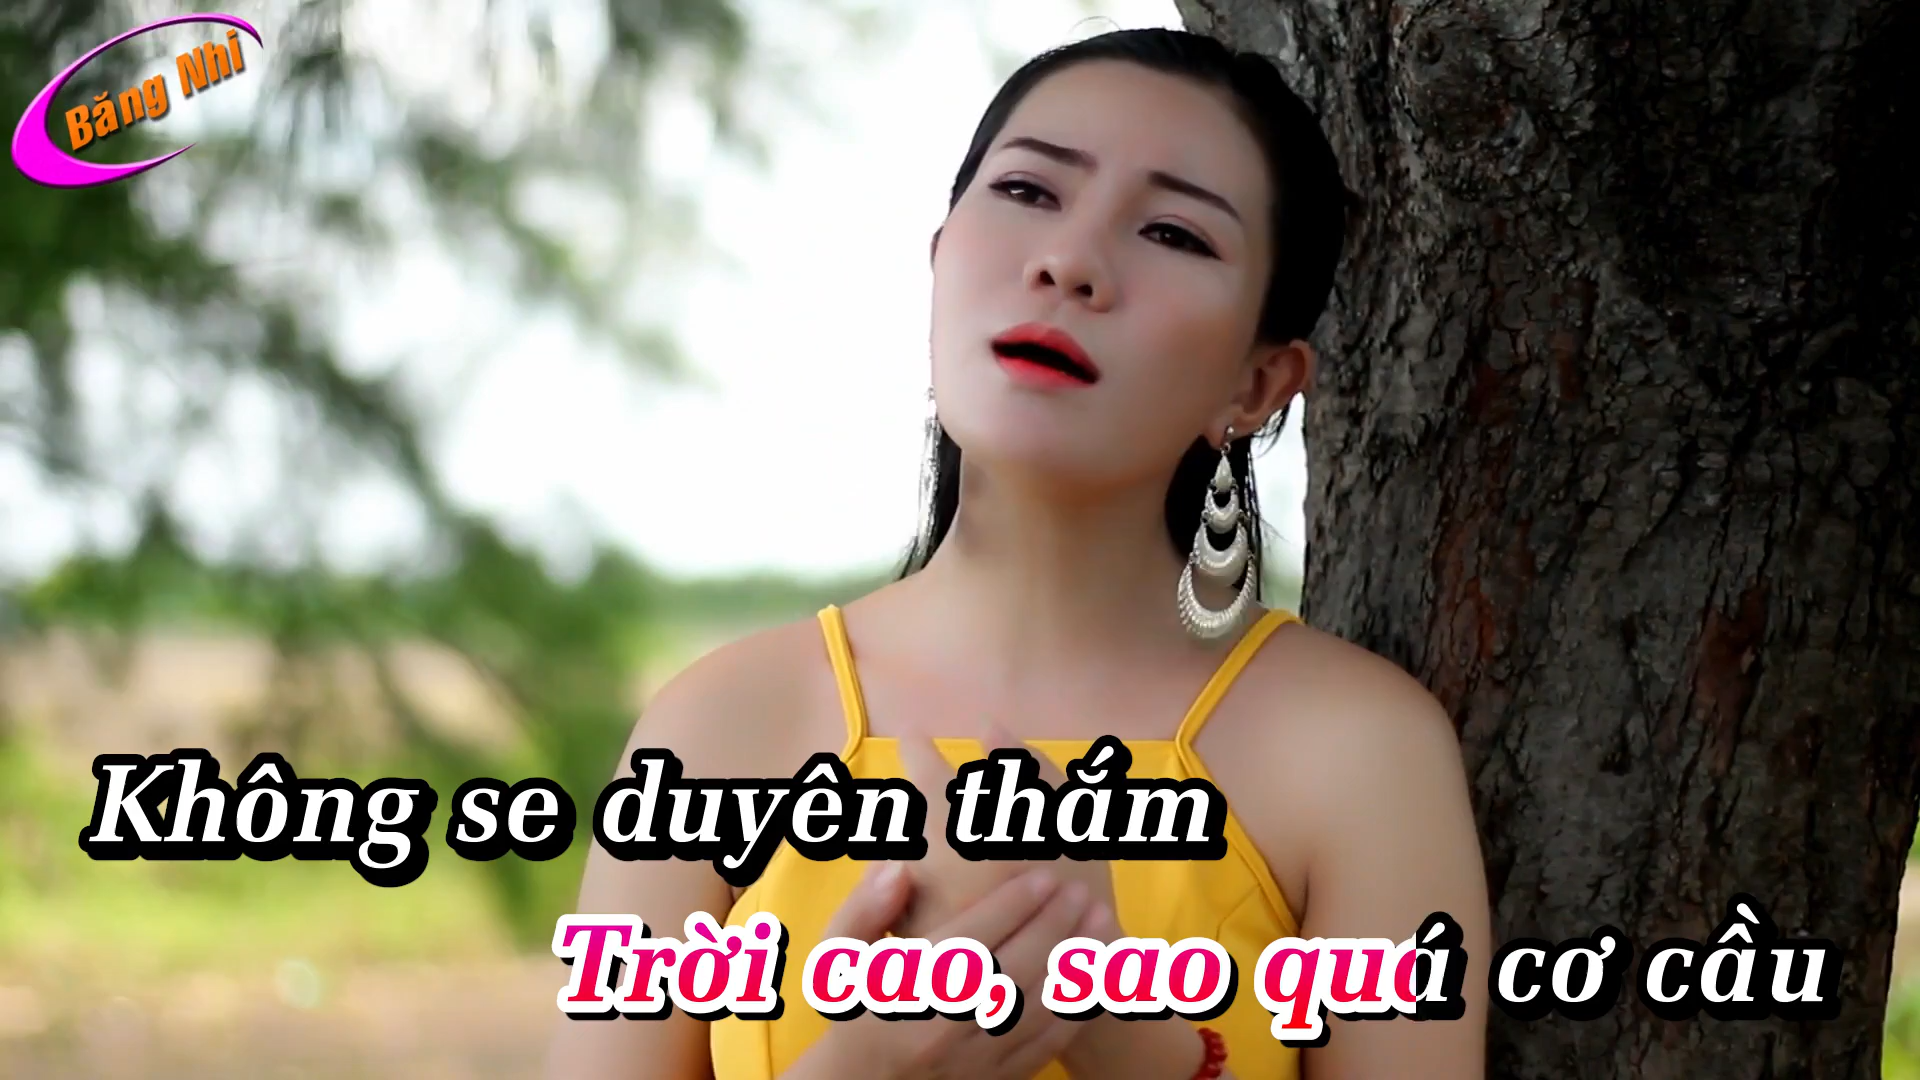 Băng Nhi
Không se duyên thắm
Trời cao, sao quá cơ cầu